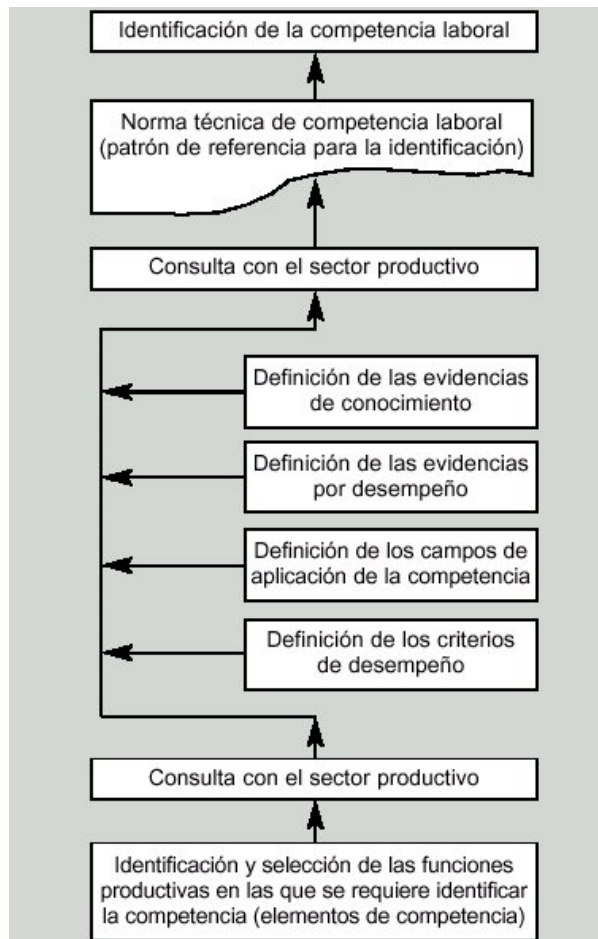 Identificación de la competencia laboral
Norma técnica de competencia laboral
(patrón de referencia para la identificación)
Consulta con el sector productivo
Definición de las evidencias
de conocimiento
Definición de las evidencias
por desempeño
Definición de los campos de
aplicación de la competencia
Definición de los criterios
de desempeño
Consulta con el sector productivo
Identificación y selección de las funciones
productivas en las que se requiere identificar
la competencia (elementos de competencia)